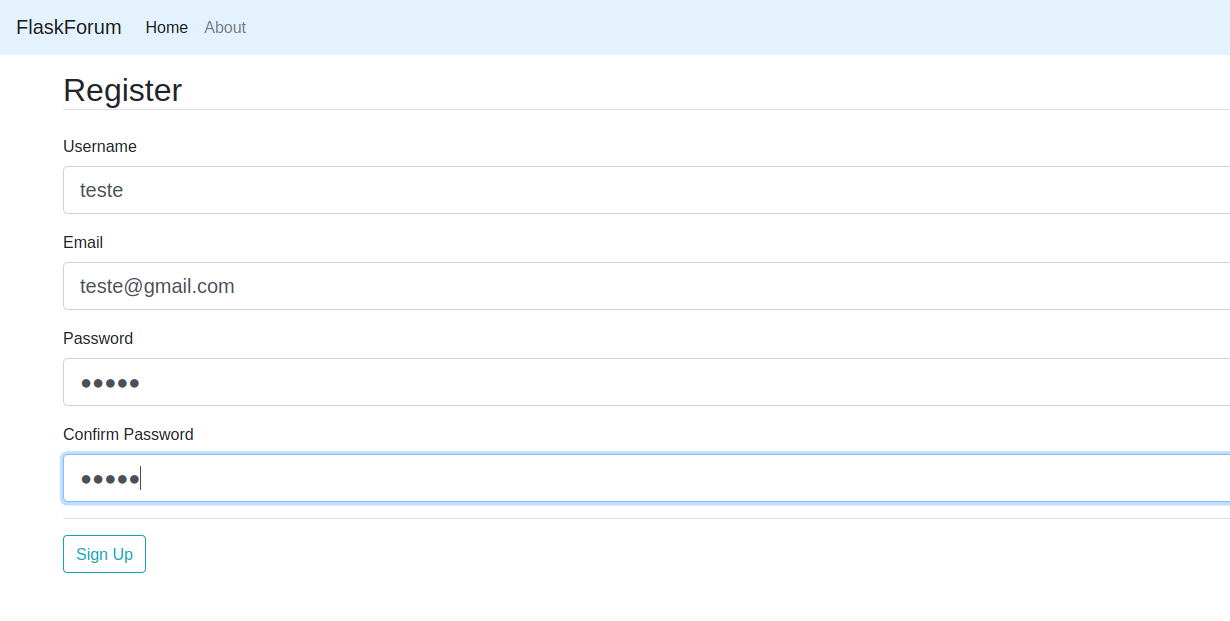 FlaskForum Home About
Register
Username
teste
Email
teste@gmail.com
Password
●●●●●
Confirm Password
●●●●●
Sign Up